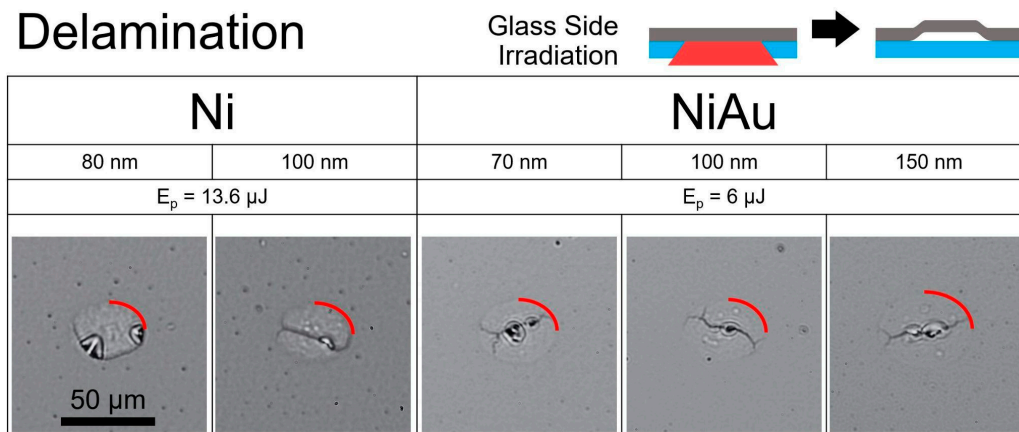 Delamination
Glass Side
Irradiation
Ni
NiAu
80 nm
100 nm
70 nm
100 nm
150 nm
Eₚ = 13.6 µJ
Eₚ = 6 µJ
50 µm